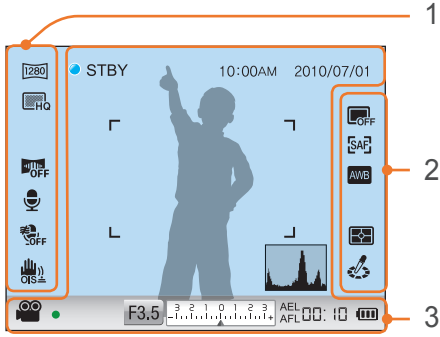 1
1280
STBY 10:00AM 2010/07/01
HQ
OFF
SAF
2
OFF
AWB
OFF
OIS
F3.5 3 2 1 0 1 2 3 + AEL
AFL 00:10
3